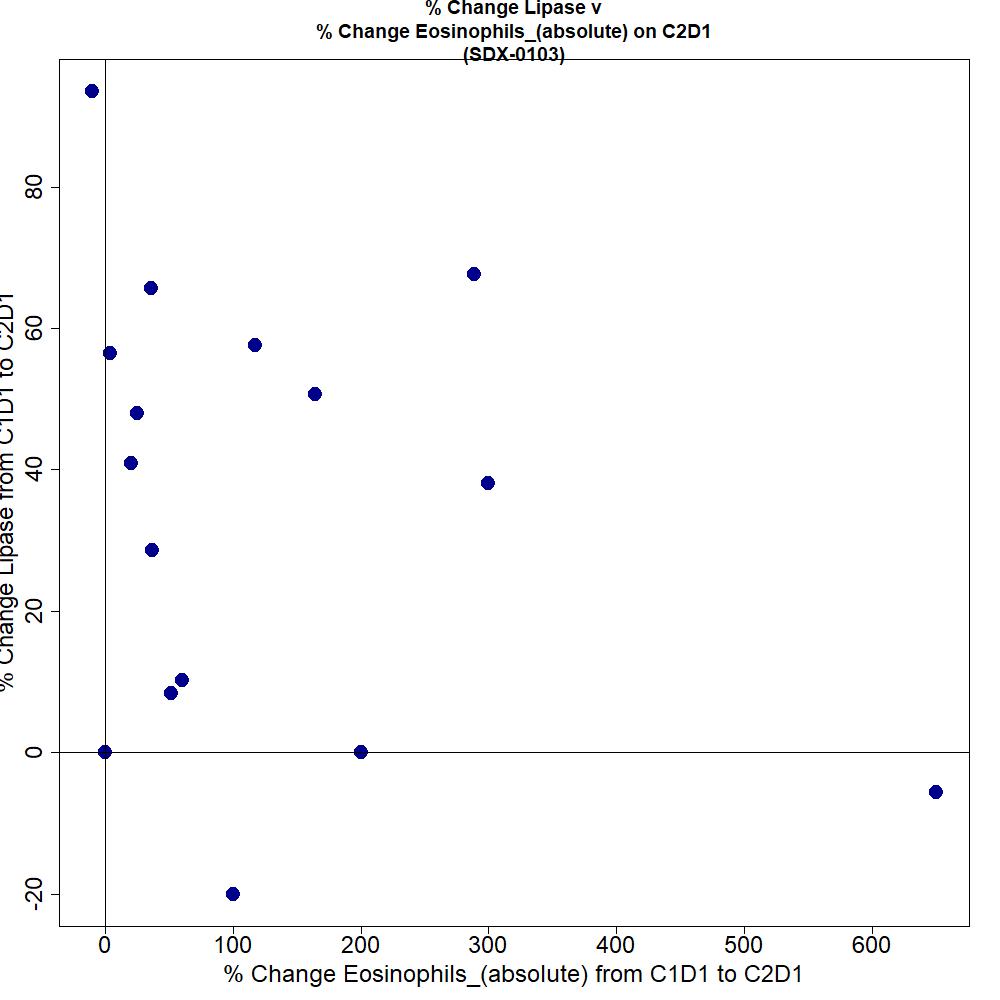 % Change Lipase v
% Change Eosinophils_(absolute) on C2D1
(SDX-0103)
80
60
40
20
0
-20
% Change Lipase from C1D1 to C2D1
0 100 200 300 400 500 600
% Change Eosinophils_(absolute) from C1D1 to C2D1